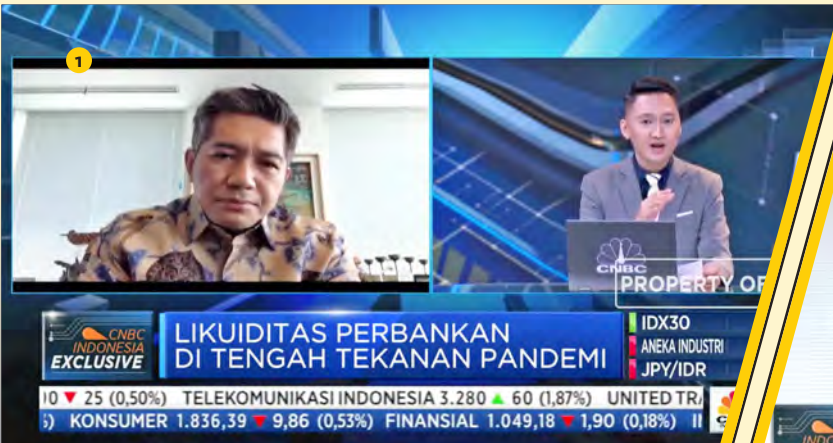 1
CNBC
PROPERTY OF
CNBC
INDONESIA
EXCLUSIVE
LIKUIDITAS PERBANKAN
DI TENGAH TEKANAN PANDEMI
IDX30
ANEKA INDUSTRI
JPY/IDR
▼ 25 (0,50%) TELEKOMUNIKASI INDONESIA 3.280 ▲ 60 (1,87%) UNITED TR
) KONSUMER 1.836,39 ▼ 9,86 (0,53%) FINANSIAL 1.049,18 ▼ 1,90 (0,18%)